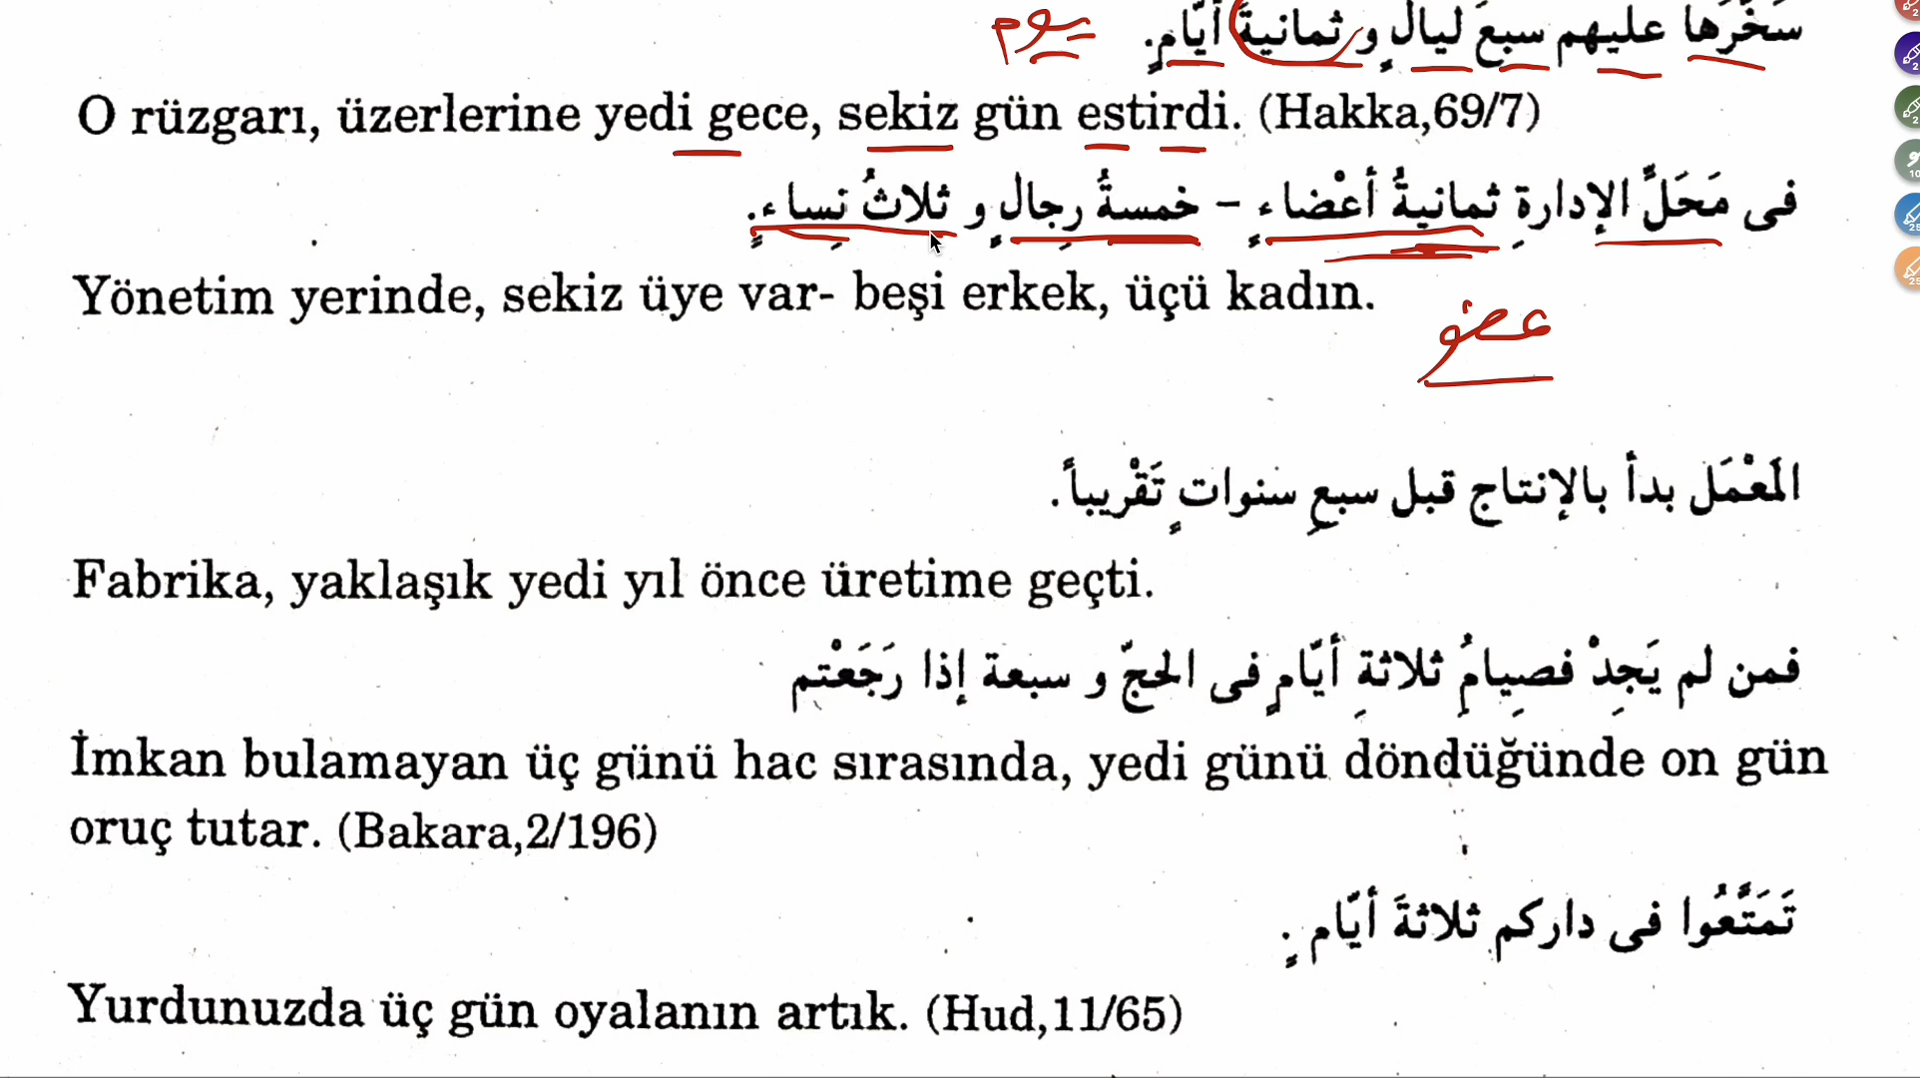 سَخَّرَها عليهم سبعَ ليالٍ و ثمانيةَ أيّامٍ.
يوم
O rüzgarı, üzerlerine yedi gece, sekiz gün estirdi. (Hakka,69/7)
فى مَحَلِّ الإدارةِ ثمانيةُ أعْضاءٍ – خمسةُ رِجالٍ و ثلاثُ نِساءٍ.
Yönetim yerinde, sekiz üye var- beşi erkek, üçü kadın.
عضو
المَعْمَل بدأ بالإنتاج قبل سبعِ سنواتٍ تَقْريباً.
Fabrika, yaklaşık yedi yıl önce üretime geçti.
فمن لم يَجِدْ فصِيامُ ثلاثةِ أيّامٍ فى الحجّ و سبعة إذا رَجَعْتم
İmkan bulamayan üç günü hac sırasında, yedi günü döndüğünde on gün
oruç tutar. (Bakara,2/196)
تَمَتَّعُوا فى داركم ثلاثةَ أيّامٍ.
Yurdunuzda üç gün oyalanın artık. (Hud,11/65)